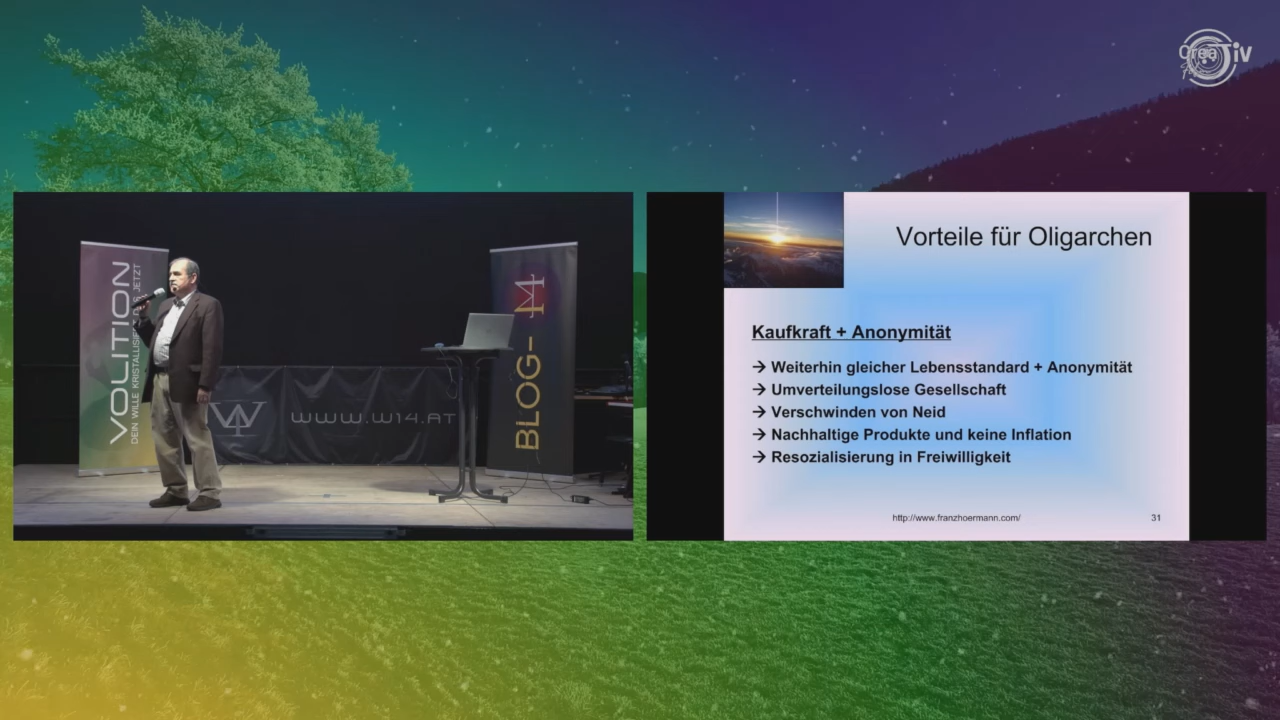 CreaTiv
VOLITION
DEIN WILLE KRISTALLISIERT
JETZT
WWW.W14.AT
BLOG-
Vorteile für Oligarchen
Kaufkraft + Anonymität
→ Weiterhin gleicher Lebensstandard + Anonymität
→ Umverteilungslose Gesellschaft
→ Verschwinden von Neid
→ Nachhaltige Produkte und keine Inflation
→ Resozialisierung in Freiwilligkeit
http://www.franzhoermann.com/
31